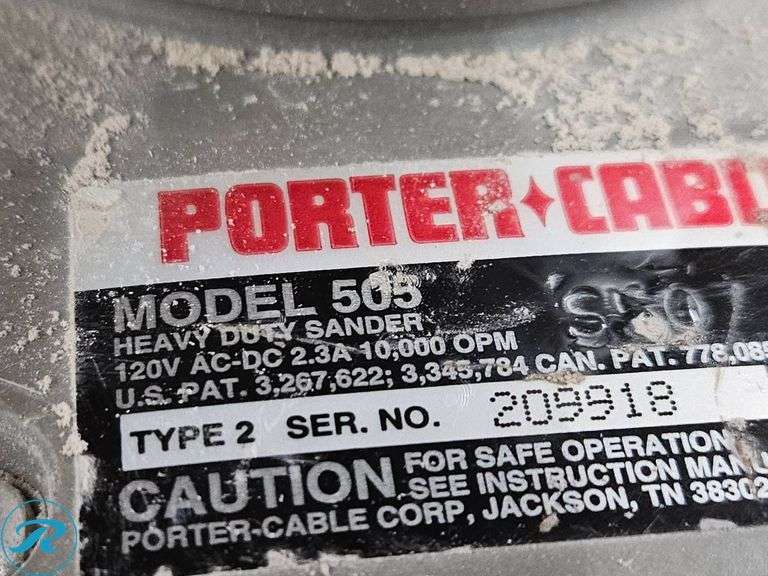 PORTER+CABL
MODEL 505
HEAVY DUTY SANDER
120V AC-DC 2.3A 10,000 OPM
U.S. PAT. 3,267,622; 3,345,784 CAN. PAT. 778,085
TYPE 2 SER. NO. 209918
CAUTION FOR SAFE OPERATION
SEE INSTRUCTION MANU
PORTER-CABLE CORP, JACKSON, TN 38302
R